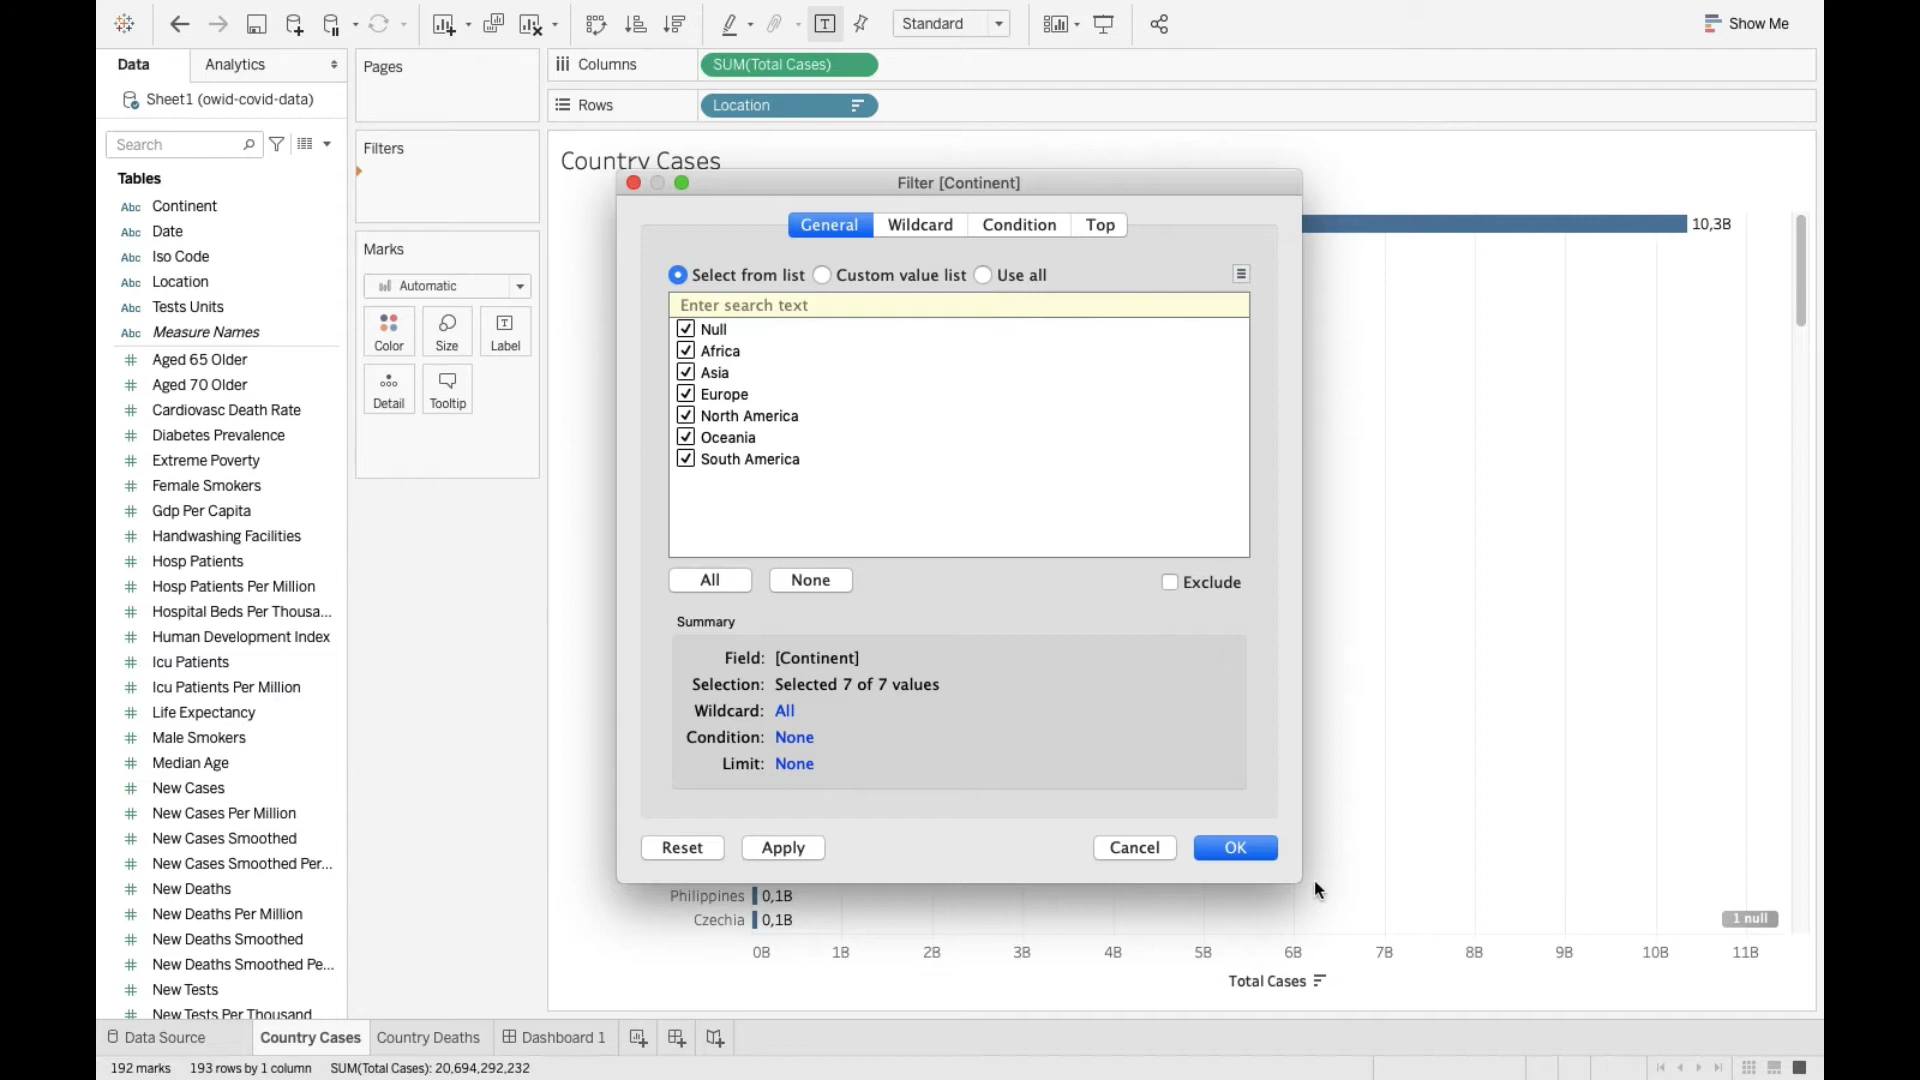 Standard
Show Me
Data
Analytics
Pages
Columns
SUM(Total Cases)
Sheet1 (owid-covid-data)
Rows
Location
Search
Filters
Country Cases
Tables
Abc Continent
Abc Date
Abc Iso Code
Abc Location
Abc Tests Units
Abc Measure Names
Aged 65 Older
Aged 70 Older
Cardiovasc Death Rate
Diabetes Prevalence
Extreme Poverty
Female Smokers
Gdp Per Capita
Handwashing Facilities
Hosp Patients
Hosp Patients Per Million
Hospital Beds Per Thousa...
Human Development Index
Icu Patients
Icu Patients Per Million
Life Expectancy
Male Smokers
Median Age
New Cases
New Cases Per Million
New Cases Smoothed
New Cases Smoothed Per...
New Deaths
New Deaths Per Million
New Deaths Smoothed
New Deaths Smoothed Pe...
New Tests
New Tests Per Thousand
Marks
Automatic
Color
Size
Label
Detail
Tooltip
Filter [Continent]
General
Wildcard
Condition
Top
10,3B
Select from list
Custom value list
Use all
Enter search text
Null
Africa
Asia
Europe
North America
Oceania
South America
All
None
Exclude
Summary
Field: [Continent]
Selection: Selected 7 of 7 values
Wildcard: All
Condition: None
Limit: None
Reset
Apply
Cancel
OK
Philippines 0,1B
Czechia 0,1B
1 null
0B 1B 2B 3B 4B 5B 6B 7B 8B 9B 10B 11B
Total Cases
Data Source
Country Cases
Country Deaths
Dashboard 1
192 marks
193 rows by 1 column
SUM(Total Cases): 20,694,292,232